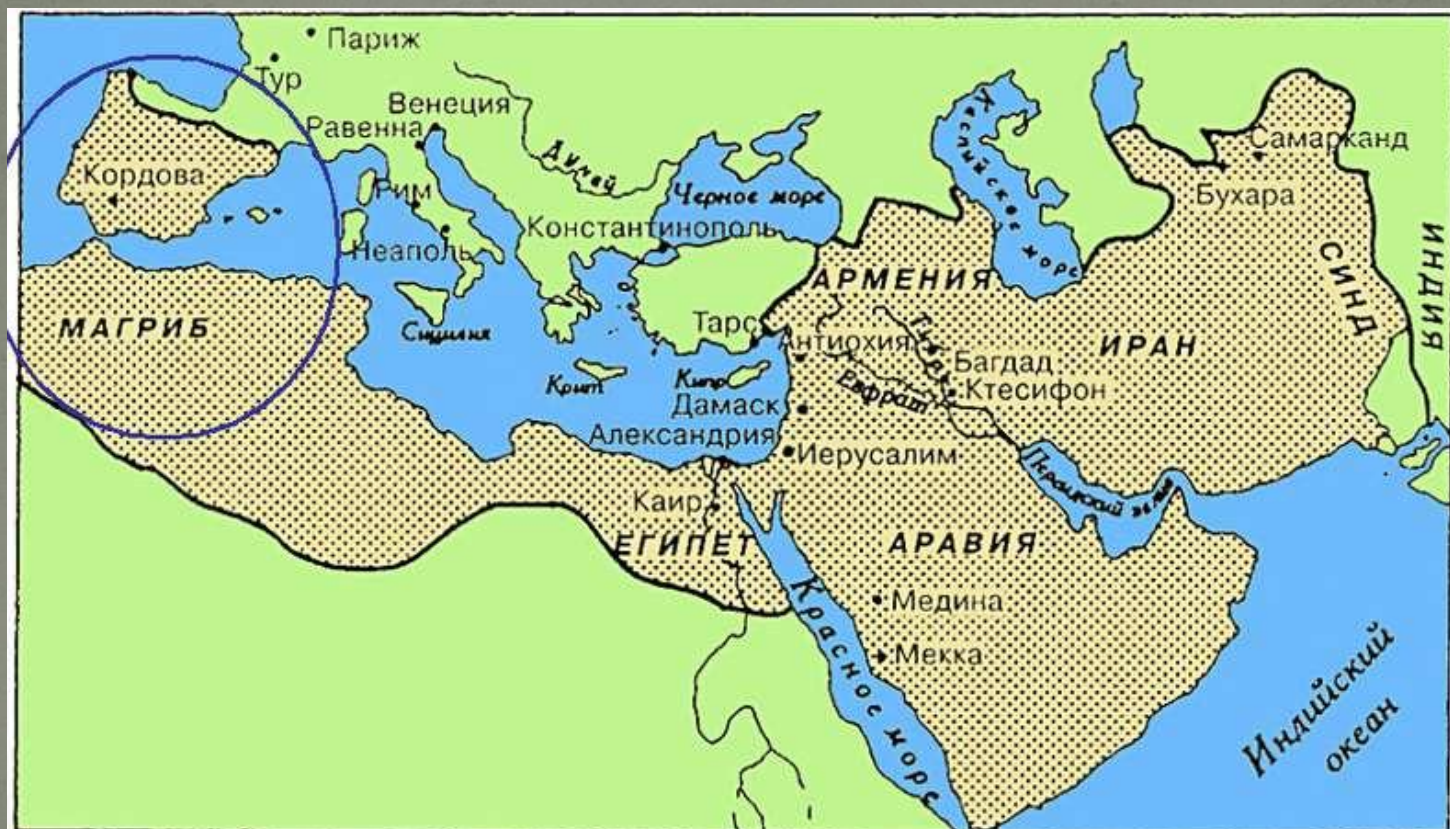 Париж
Тур
Венеция
Равенна
Дунай
Каспийское море
Самарканд
Бухара
Кордова
Рим
Черное море
Константинополь
Неаполь
ИНДИЯ
СИНД
АРМЕНИЯ
МАГРИБ
Сицилия
Тарс
Антиохия
Тигр
Багдад
ИРАН
Крит
Кипр
Евфрат
Ктесифон
Дамаск
Александрия
Иерусалим
Персидский залив
Каир
ЕГИПЕТ
АРАВИЯ
Красное море
Медина
Мекка
Индийский
океан